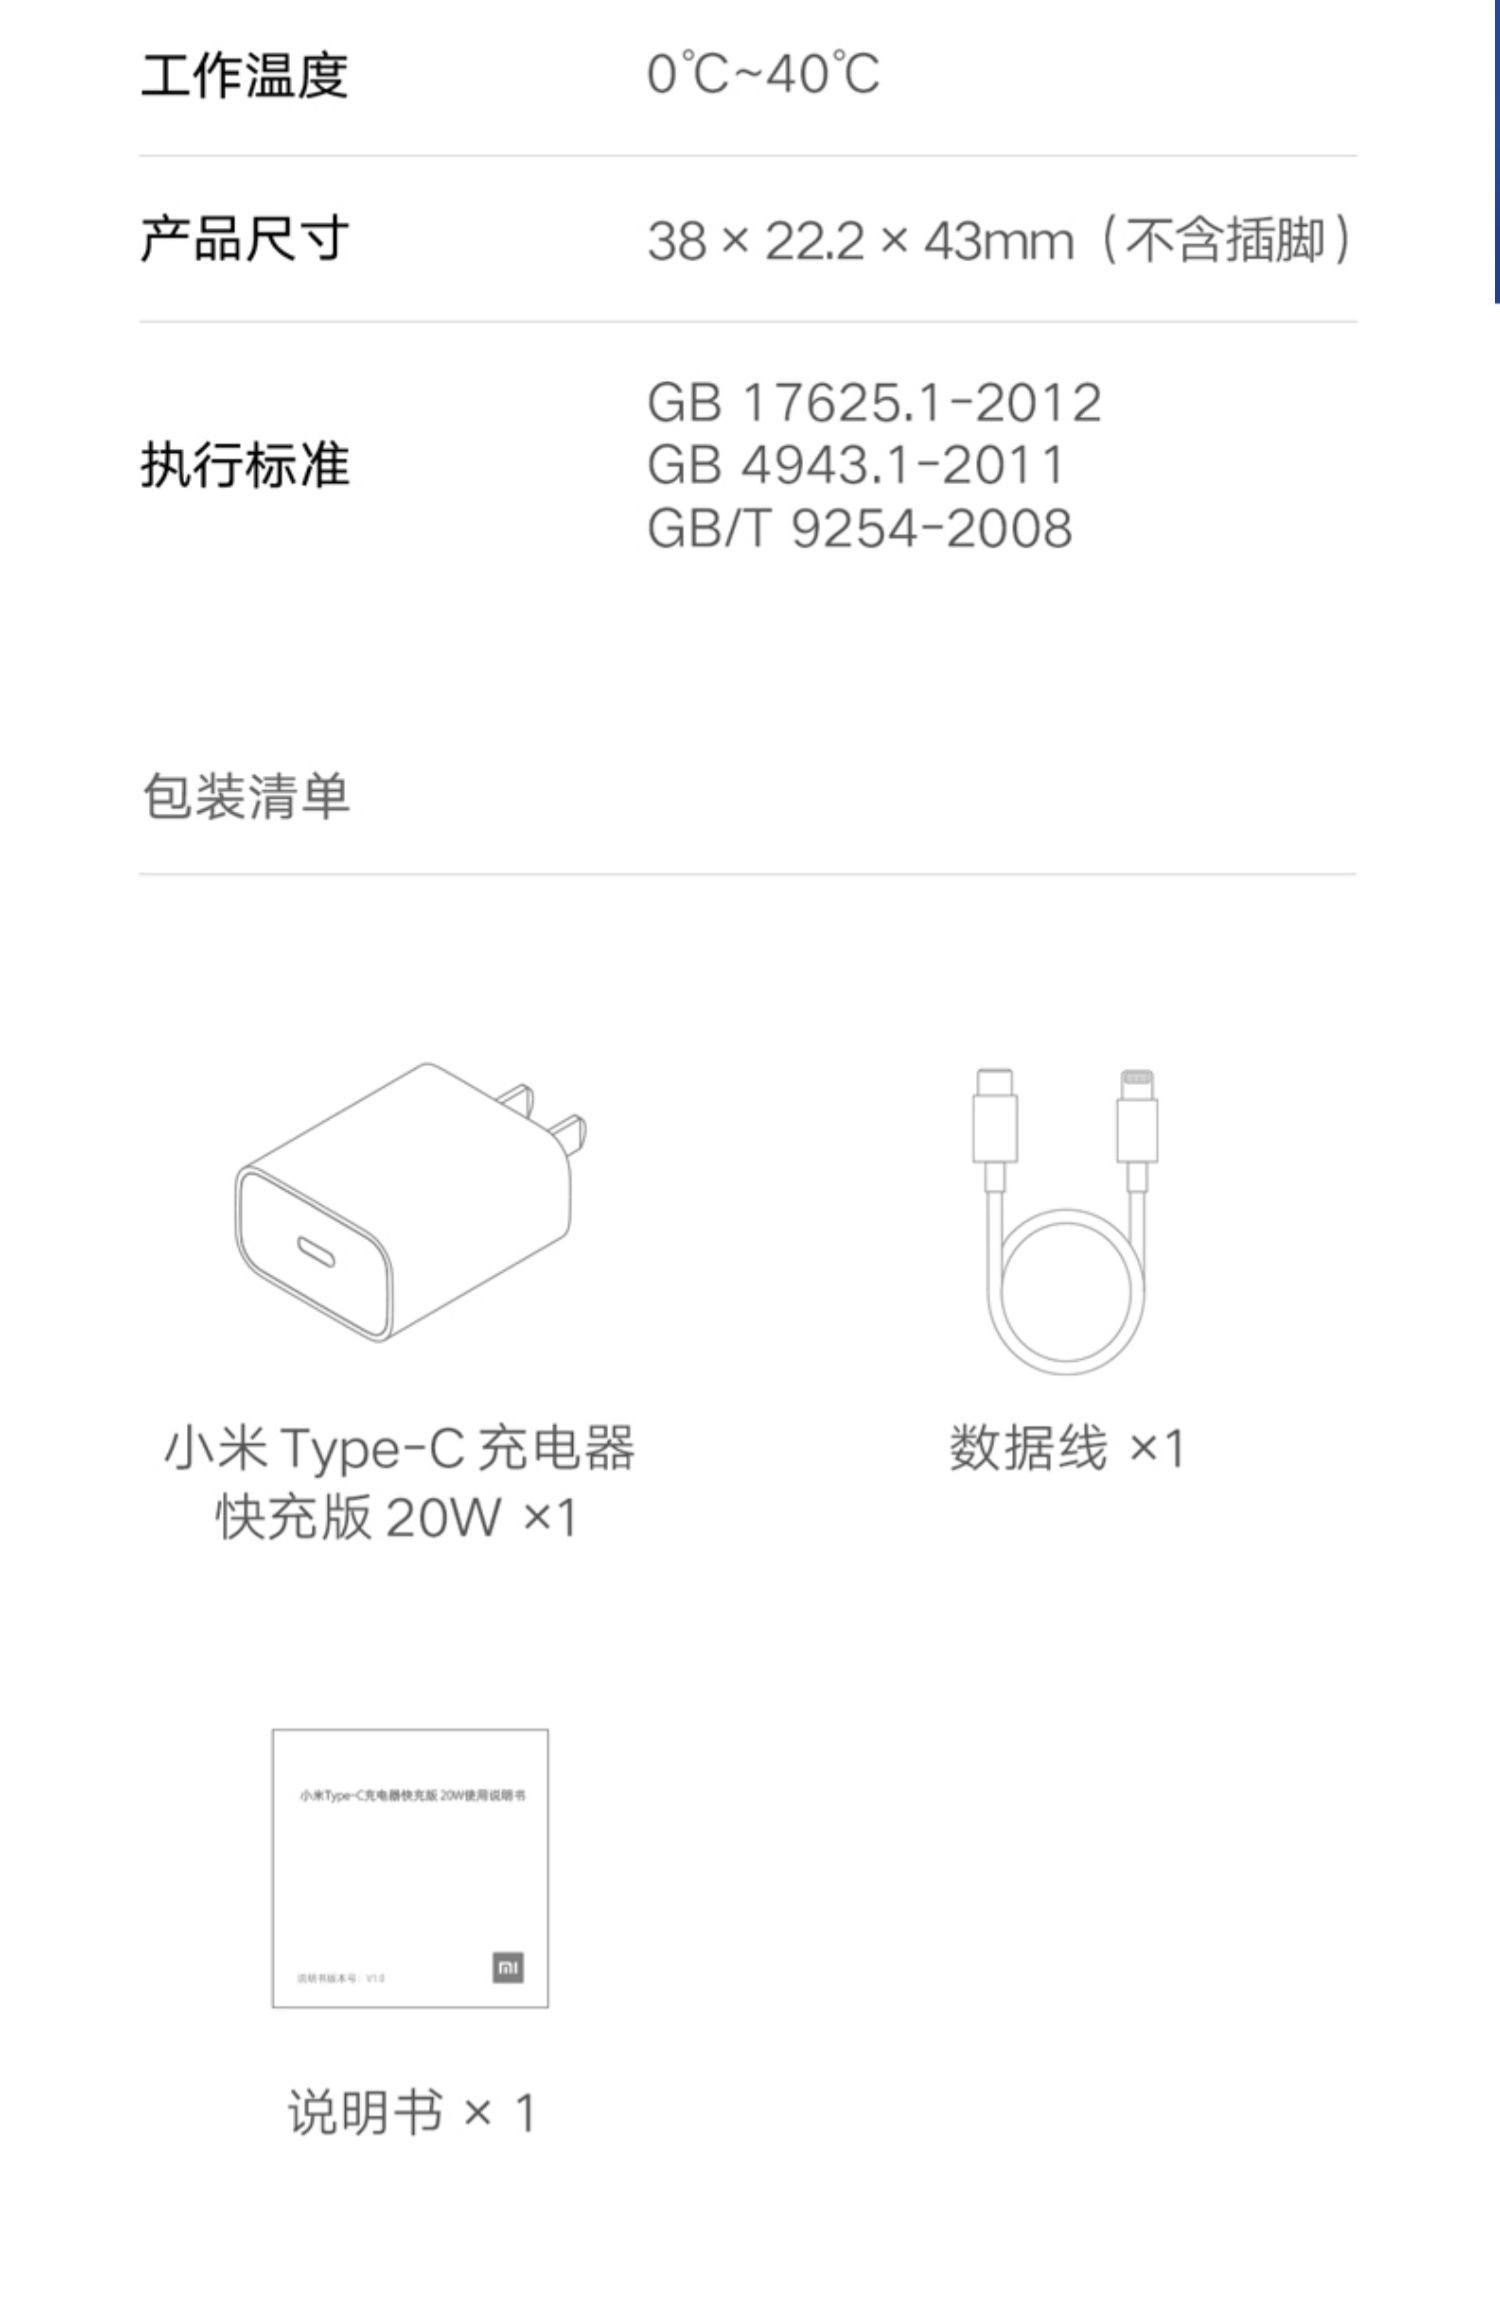 工作温度
0℃~40℃
产品尺寸
38 × 22.2 × 43mm（不含插脚）
执行标准
GB 17625.1-2012
GB 4943.1-2011
GB/T 9254-2008
包装清单
小米 Type-C 充电器
快充版 20W ×1
数据线 ×1
小米Type-C充电器快充版 20W使用说明书
说明书版本号：V1.0
mi
说明书 × 1